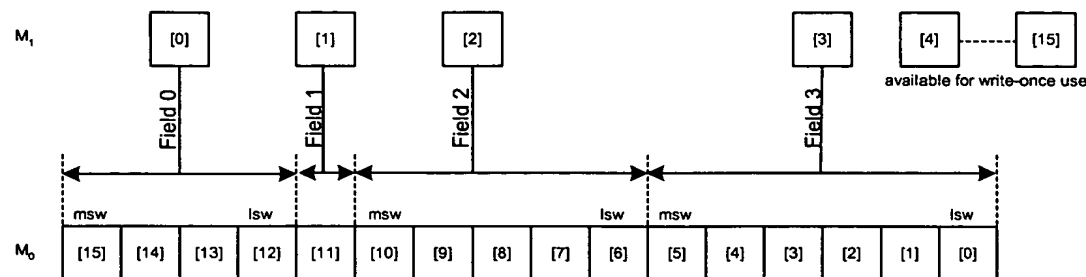 M₁ [0] [1] [2] [3] [4] [15]
available for write-once use
Field 0 Field 1 Field 2 Field 3
msw lsw msw lsw msw lsw
M₀ [15] [14] [13] [12] [11] [10] [9] [8] [7] [6] [5] [4] [3] [2] [1] [0]